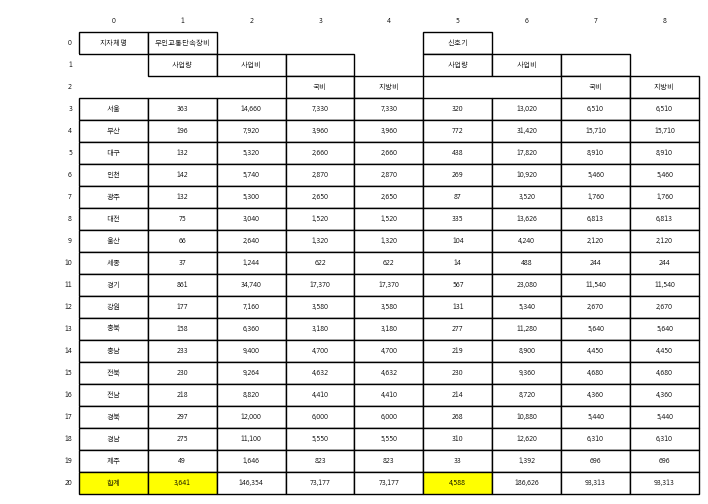 0 1 2 3 4 5 6 7 8
0 지자체명 무인교통단속장비 신호기
1 사업량 사업비 사업량 사업비
2 국비 지방비 국비 지방비
3 서울 363 14,660 7,330 7,330 320 13,020 6,510 6,510
4 부산 196 7,920 3,960 3,960 772 31,420 15,710 15,710
5 대구 132 5,320 2,660 2,660 438 17,820 8,910 8,910
6 인천 142 5,740 2,870 2,870 269 10,920 5,460 5,460
7 광주 132 5,300 2,650 2,650 87 3,520 1,760 1,760
8 대전 75 3,040 1,520 1,520 335 13,626 6,813 6,813
9 울산 66 2,640 1,320 1,320 104 4,240 2,120 2,120
10 세종 37 1,244 622 622 14 488 244 244
11 경기 861 34,740 17,370 17,370 567 23,080 11,540 11,540
12 강원 177 7,160 3,580 3,580 131 5,340 2,670 2,670
13 충북 158 6,360 3,180 3,180 277 11,280 5,640 5,640
14 충남 233 9,400 4,700 4,700 219 8,900 4,450 4,450
15 전북 230 9,264 4,632 4,632 230 9,360 4,680 4,680
16 전남 218 8,820 4,410 4,410 214 8,720 4,360 4,360
17 경북 297 12,000 6,000 6,000 268 10,880 5,440 5,440
18 경남 275 11,100 5,550 5,550 310 12,620 6,310 6,310
19 제주 49 1,646 823 823 33 1,392 696 696
20 합계 3,641 146,354 73,177 73,177 4,588 186,626 93,313 93,313